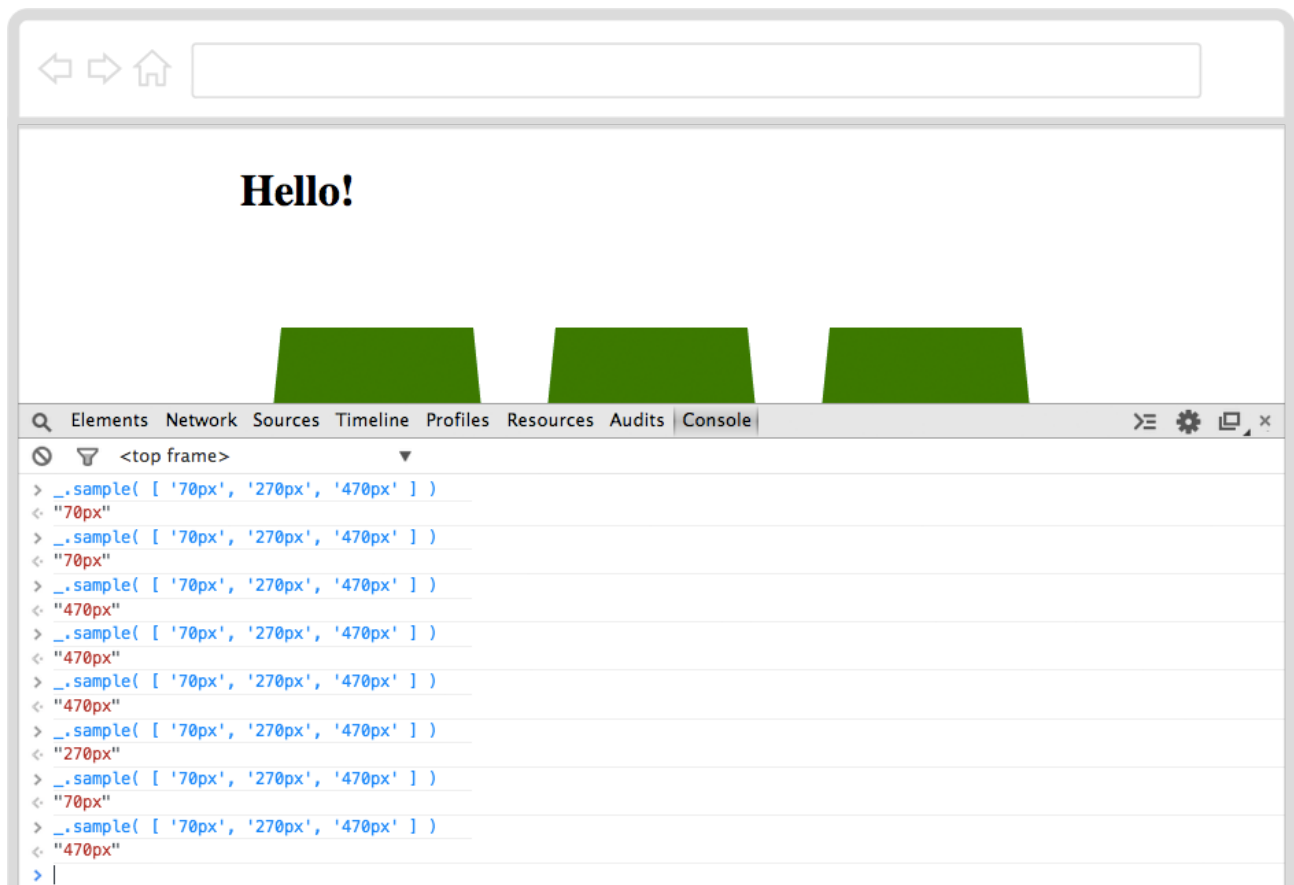 Hello!
Elements Network Sources Timeline Profiles Resources Audits Console
<top frame>
> _.sample( [ '70px', '270px', '470px' ] )
"70px"
> _.sample( [ '70px', '270px', '470px' ] )
"70px"
> _.sample( [ '70px', '270px', '470px' ] )
"470px"
> _.sample( [ '70px', '270px', '470px' ] )
"470px"
> _.sample( [ '70px', '270px', '470px' ] )
"470px"
> _.sample( [ '70px', '270px', '470px' ] )
"270px"
> _.sample( [ '70px', '270px', '470px' ] )
"70px"
> _.sample( [ '70px', '270px', '470px' ] )
"470px"
>